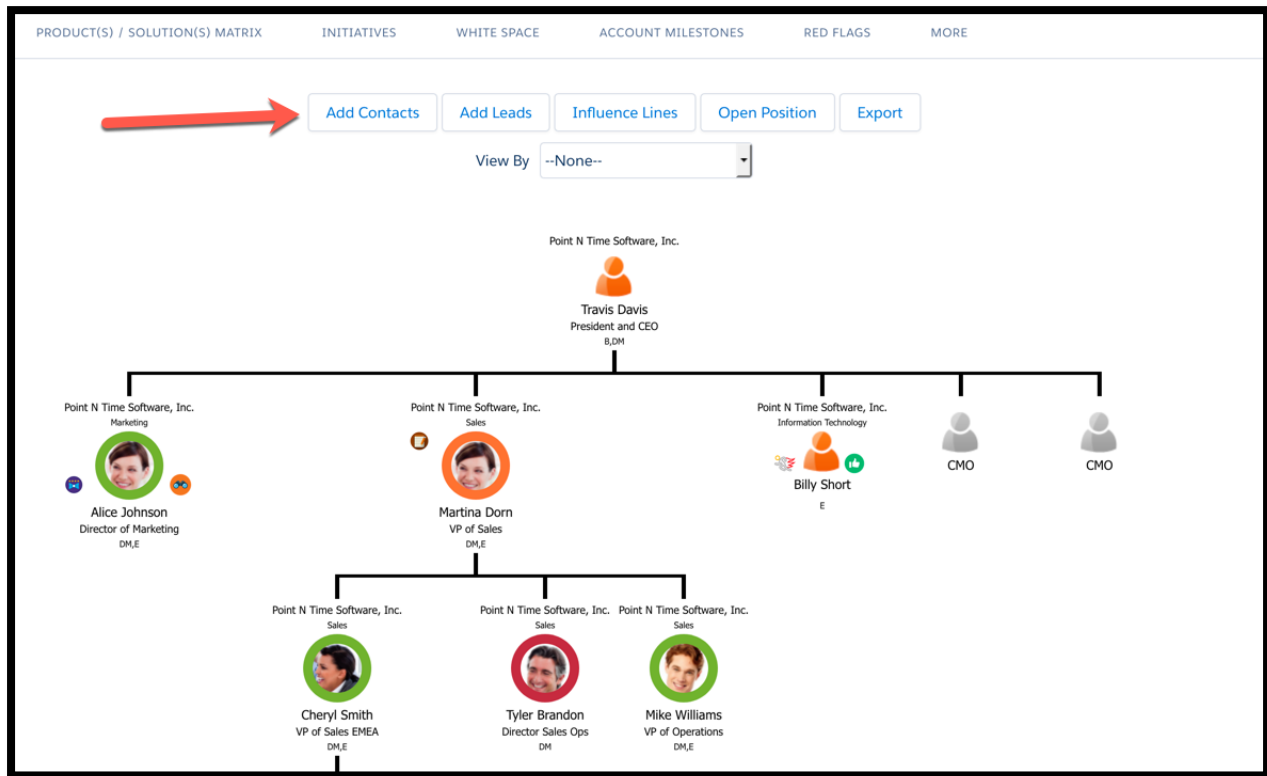 PRODUCT(S) / SOLUTION(S) MATRIX INITIATIVES WHITE SPACE ACCOUNT MILESTONES RED FLAGS MORE
Add Contacts Add Leads Influence Lines Open Position Export
View By --None--
Point N Time Software, Inc.
Travis Davis
President and CEO
B,DM
Point N Time Software, Inc.
Marketing
Alice Johnson
Director of Marketing
DM,E
Point N Time Software, Inc.
Sales
Martina Dorn
VP of Sales
DM,E
Point N Time Software, Inc.
Information Technology
Billy Short
E
CMO
CMO
Point N Time Software, Inc.
Sales
Cheryl Smith
VP of Sales EMEA
DM,E
Point N Time Software, Inc.
Sales
Tyler Brandon
Director Sales Ops
DM
Point N Time Software, Inc.
Sales
Mike Williams
VP of Operations
DM,E